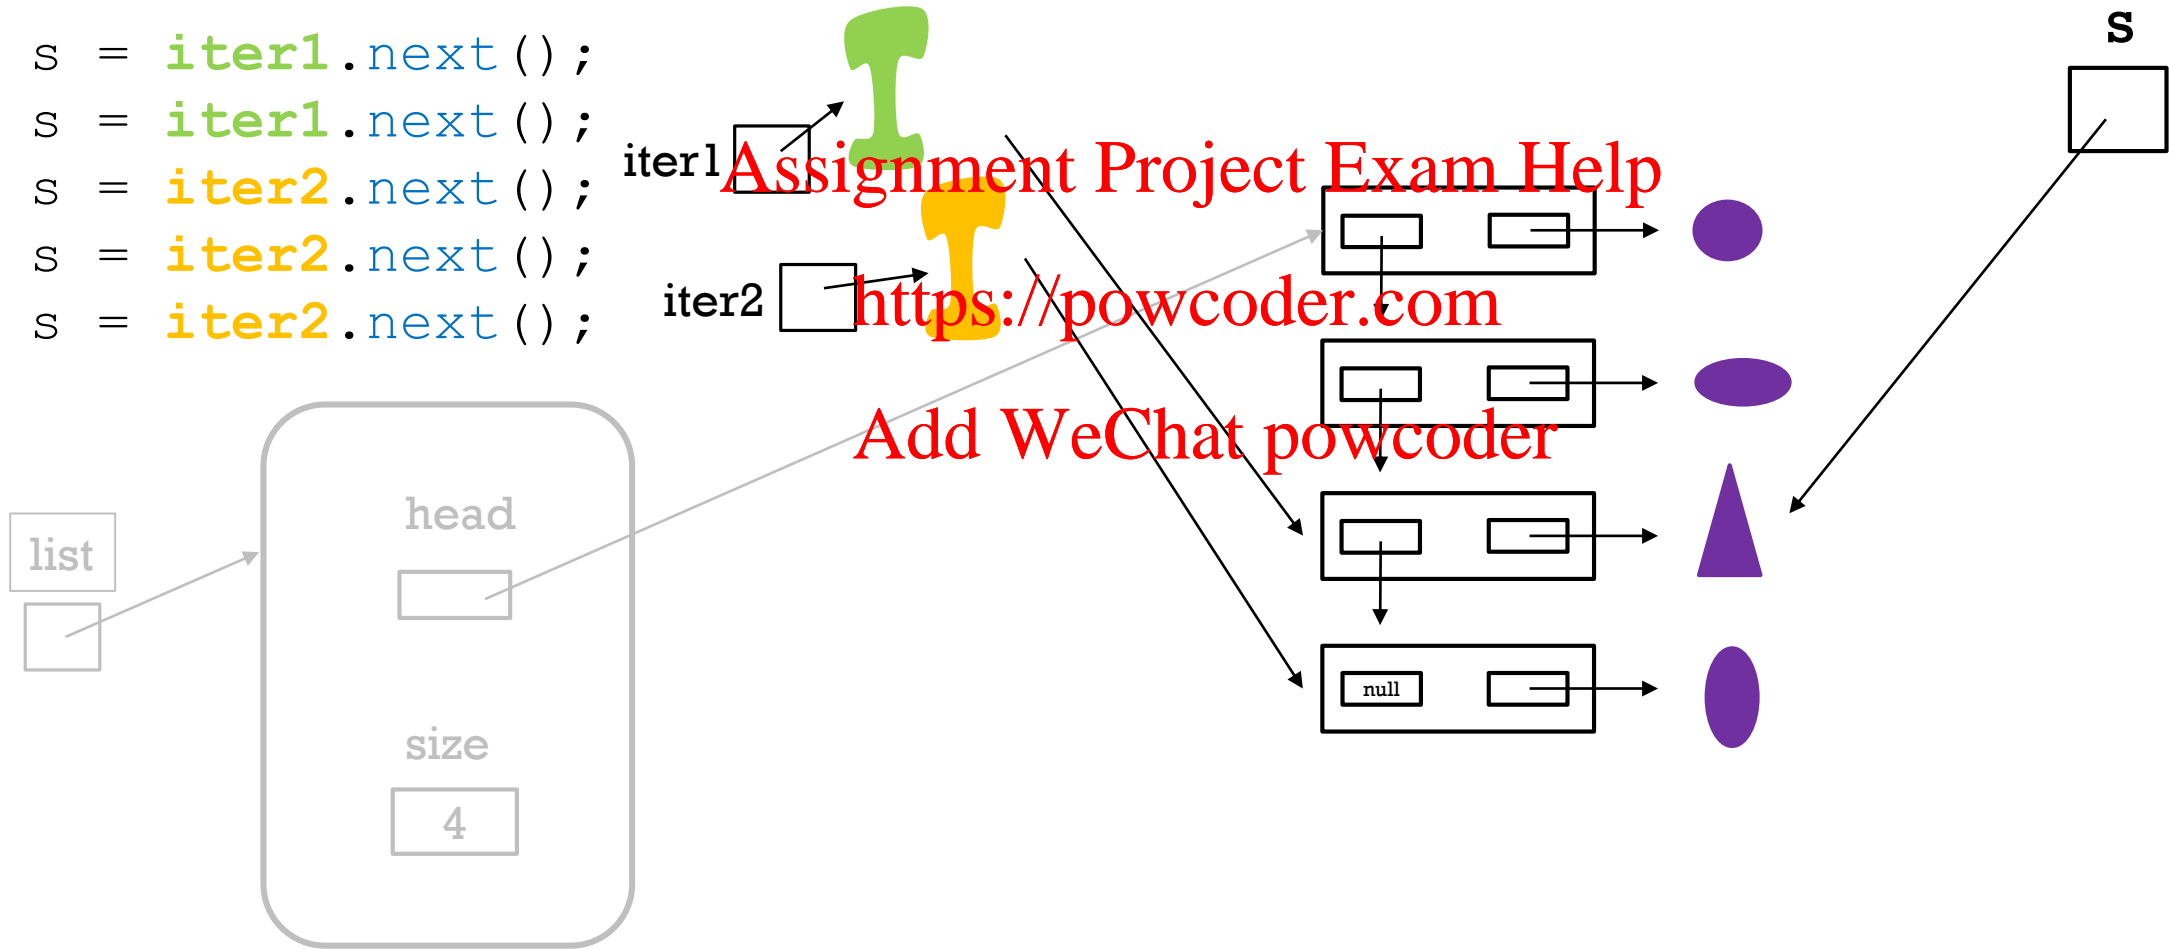 s = iter1.next();
s = iter1.next();
s = iter2.next();
s = iter2.next();
s = iter2.next();
s
iter1
Assignment Project Exam Help
iter2
https://powcoder.com
Add WeChat powcoder
list
head
null
size
4